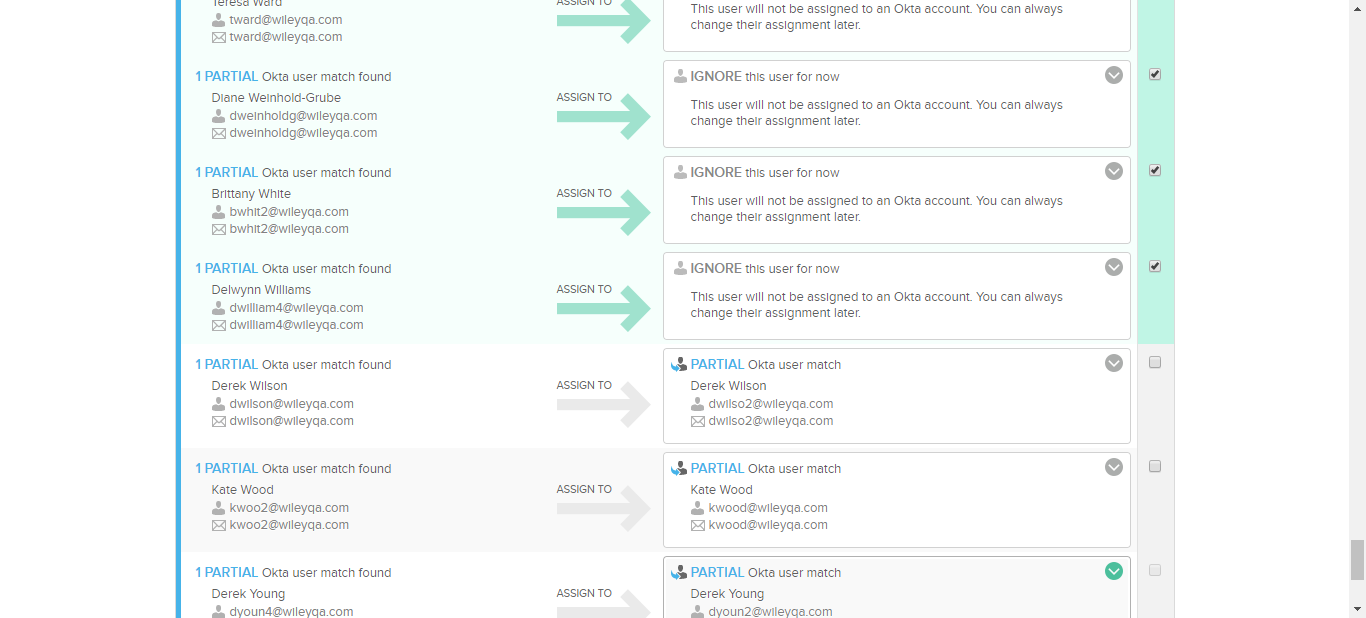 Teresa Ward
tward@wileyqa.com
tward@wileyqa.com
ASSIGN TO
This user will not be assigned to an Okta account. You can always
change their assignment later.
1 PARTIAL Okta user match found
Diane Weinhold-Grube
dweinholdg@wileyqa.com
dweinholdg@wileyqa.com
ASSIGN TO
IGNORE this user for now
This user will not be assigned to an Okta account. You can always
change their assignment later.
1 PARTIAL Okta user match found
Brittany White
bwhit2@wileyqa.com
bwhit2@wileyqa.com
ASSIGN TO
IGNORE this user for now
This user will not be assigned to an Okta account. You can always
change their assignment later.
1 PARTIAL Okta user match found
Delwynn Williams
dwilliam4@wileyqa.com
dwilliam4@wileyqa.com
ASSIGN TO
IGNORE this user for now
This user will not be assigned to an Okta account. You can always
change their assignment later.
1 PARTIAL Okta user match found
Derek Wilson
dwilson@wileyqa.com
dwilson@wileyqa.com
ASSIGN TO
PARTIAL Okta user match
Derek Wilson
dwilso2@wileyqa.com
dwilso2@wileyqa.com
1 PARTIAL Okta user match found
Kate Wood
kwoo2@wileyqa.com
kwoo2@wileyqa.com
ASSIGN TO
PARTIAL Okta user match
Kate Wood
kwood@wileyqa.com
kwood@wileyqa.com
1 PARTIAL Okta user match found
Derek Young
dyoun4@wileyqa.com
ASSIGN TO
PARTIAL Okta user match
Derek Young
dyoun2@wileyqa.com